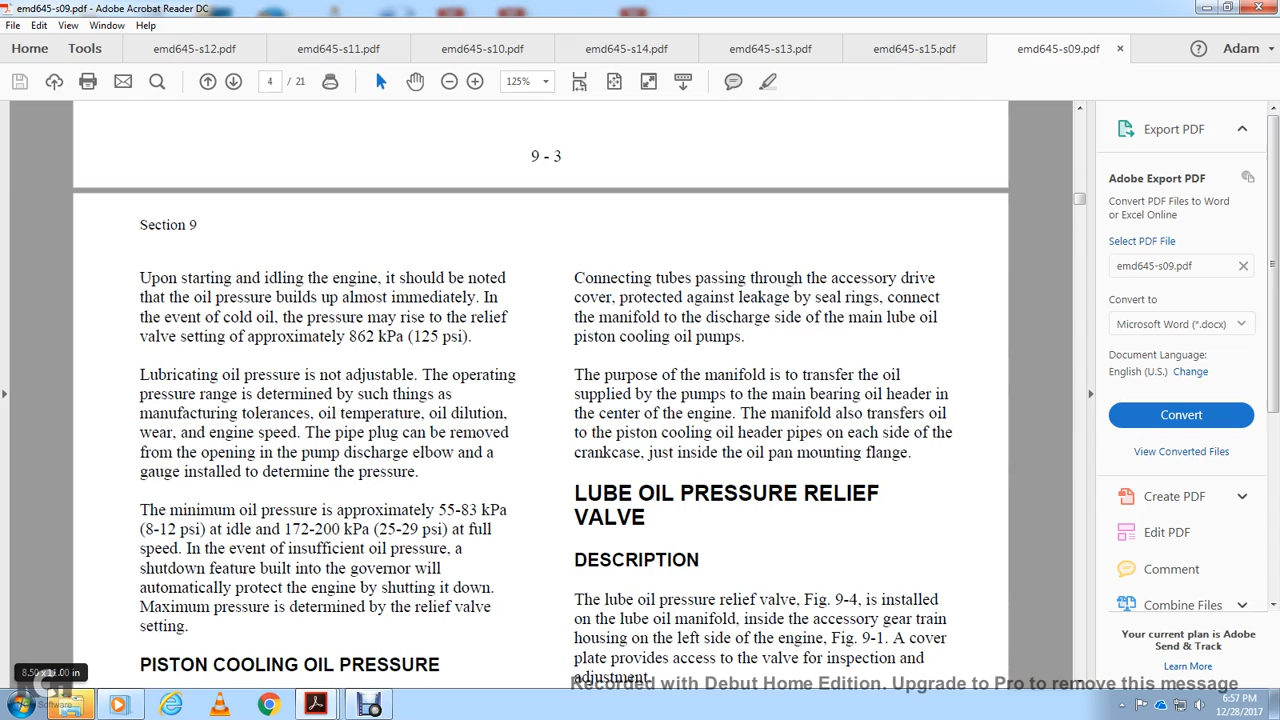 emd645-s09.pdf - Adobe Acrobat Reader DC
File Edit View Window Help
Home Tools emd645-s12.pdf emd645-s11.pdf emd645-s10.pdf emd645-s14.pdf emd645-s13.pdf emd645-s15.pdf emd645-s09.pdf × Adam
4 / 21 125%
9 - 3
Section 9
Upon starting and idling the engine, it should be noted
that the oil pressure builds up almost immediately. In
the event of cold oil, the pressure may rise to the relief
valve setting of approximately 862 kPa (125 psi).
Lubricating oil pressure is not adjustable. The operating
pressure range is determined by such things as
manufacturing tolerances, oil temperature, oil dilution,
wear, and engine speed. The pipe plug can be removed
from the opening in the pump discharge elbow and a
gauge installed to determine the pressure.
The minimum oil pressure is approximately 55-83 kPa
(8-12 psi) at idle and 172-200 kPa (25-29 psi) at full
speed. In the event of insufficient oil pressure, a
shutdown feature built into the governor will
automatically protect the engine by shutting it down.
Maximum pressure is determined by the relief valve
setting.
PISTON COOLING OIL PRESSURE
Connecting tubes passing through the accessory drive
cover, protected against leakage by seal rings, connect
the manifold to the discharge side of the main lube oil
piston cooling oil pumps.
The purpose of the manifold is to transfer the oil
supplied by the pumps to the main bearing oil header in
the center of the engine. The manifold also transfers oil
to the piston cooling oil header pipes on each side of the
crankcase, just inside the oil pan mounting flange.
LUBE OIL PRESSURE RELIEF
VALVE
DESCRIPTION
The lube oil pressure relief valve, Fig. 9-4, is installed
on the lube oil manifold, inside the accessory gear train
housing on the left side of the engine, Fig. 9-1. A cover
plate provides access to the valve for inspection and
adjustment.
Export PDF
Adobe Export PDF
Convert PDF Files to Word
or Excel Online
Select PDF File
emd645-s09.pdf
Convert to
Microsoft Word (*.docx)
Document Language:
English (U.S.) Change
Convert
View Converted Files
Create PDF
Edit PDF
Comment
Combine Files
Your current plan is Adobe
Send & Track
Learn More
8.50 x 11.00 in
Software
Recorded with Debut Home Edition. Upgrade to Pro to remove this message
6:57 PM
12/28/2017